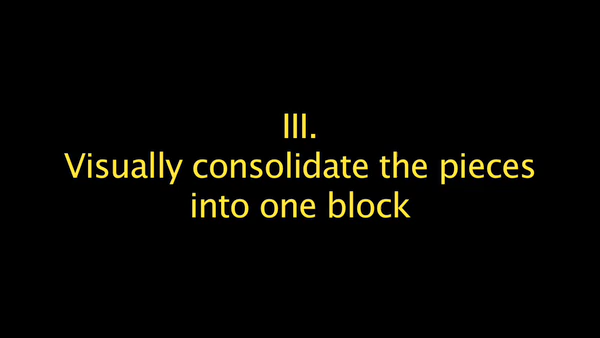 III.
Visually consolidate the pieces
into one block